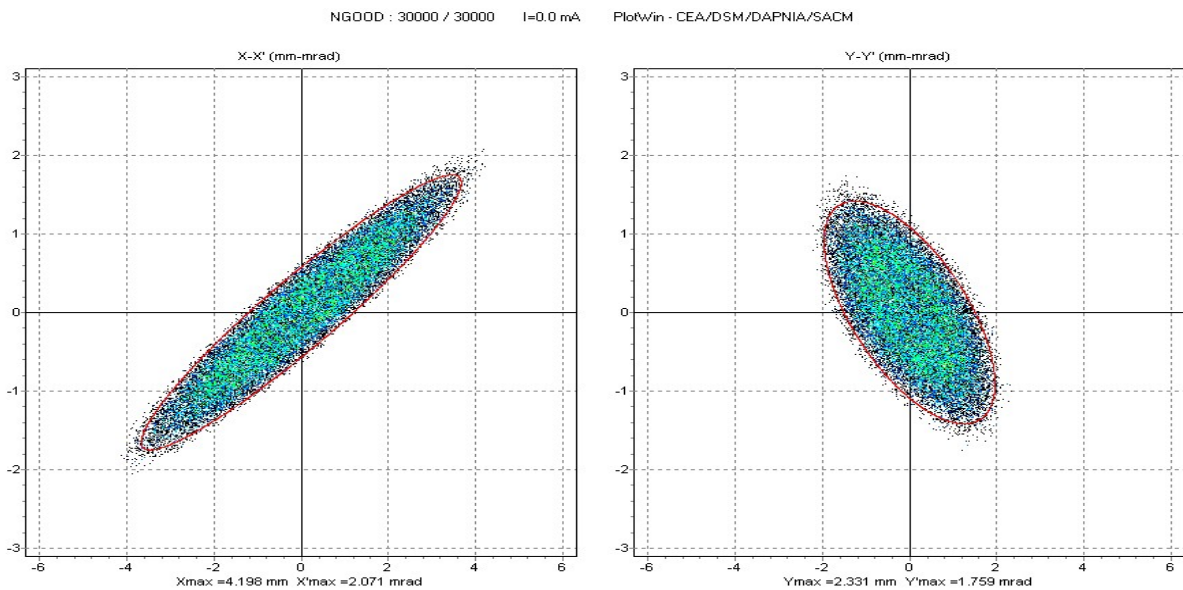 NGOOD : 30000 / 30000 I=0.0 mA PlotWin - CEA/DSM/DAPNIA/SACM
X-X' (mm-mrad)
3
2
1
0
-1
-2
-3
-6 -4 -2 0 2 4 6
Xmax =4.198 mm X'max =2.071 mrad
Y-Y' (mm-mrad)
3
2
1
0
-1
-2
-3
-6 -4 -2 0 2 4 6
Ymax =2.331 mm Y'max =1.759 mrad